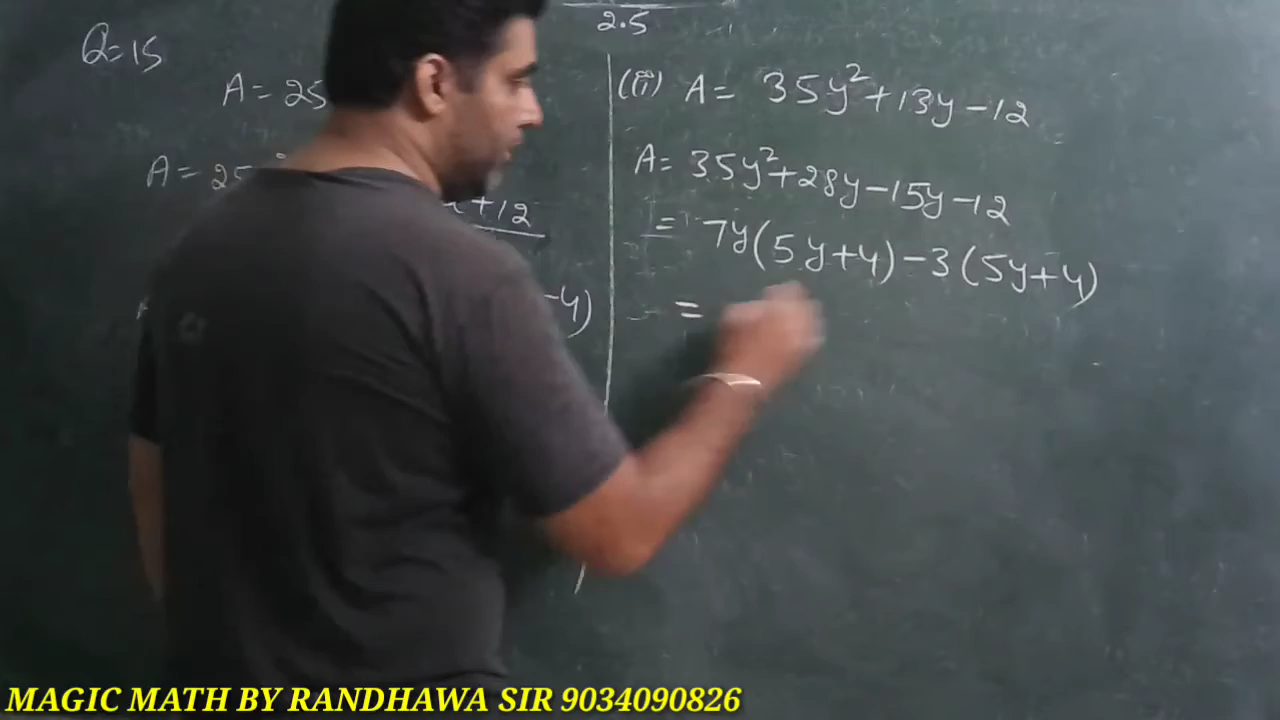 2.5
Q=15
A= 25
A= 25
+12
-4)
(ii) A= 35y²+13y-12
A= 35y²+28y-15y-12
= 7y(5y+4)-3(5y+4)
=
MAGIC MATH BY RANDHAWA SIR 9034090826